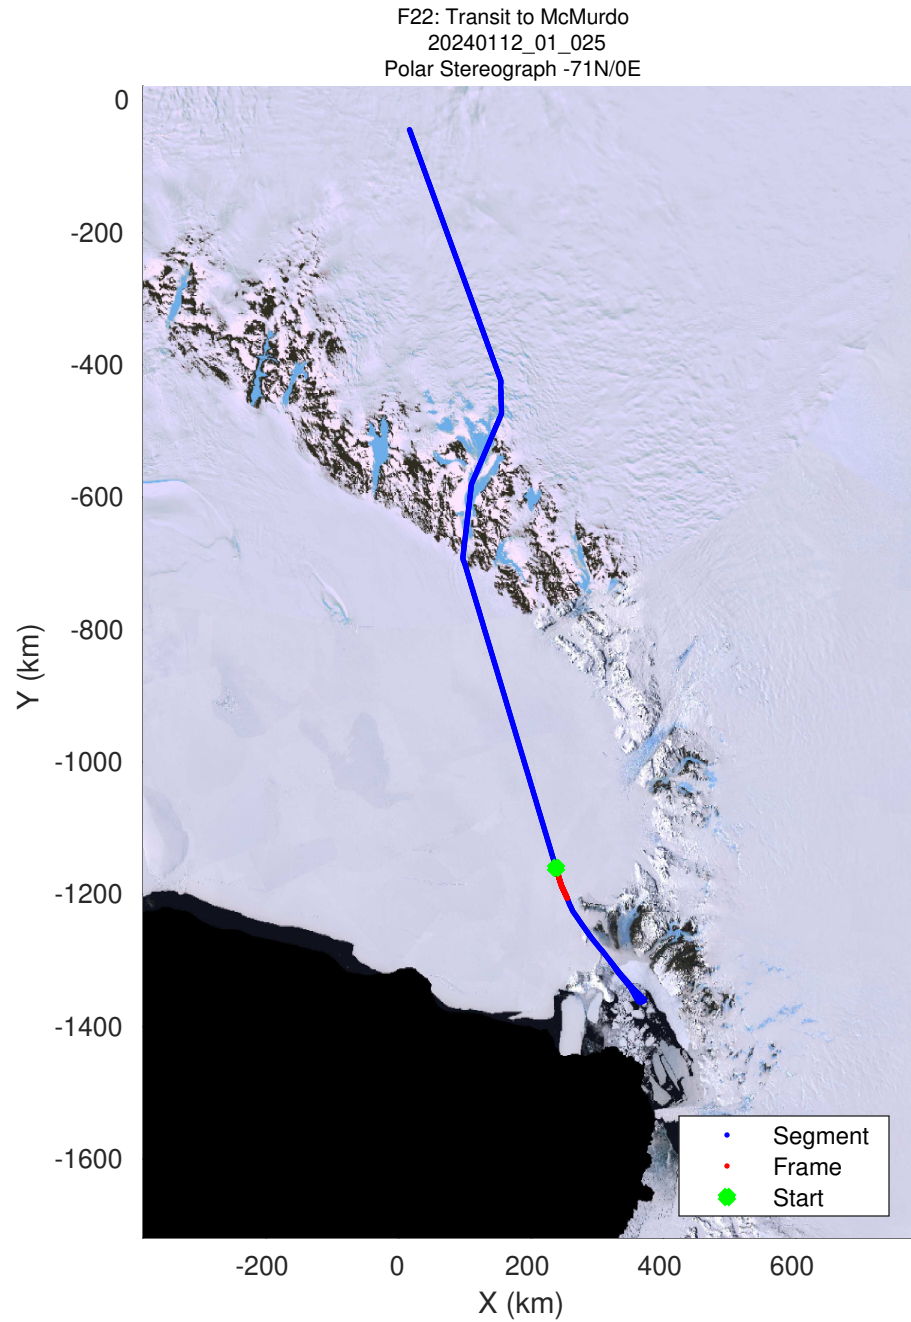 F22: Transit to McMurdo
20240112_01_025
Polar Stereograph -71N/0E
0
-200
-400
-600
-800
-1000
-1200
-1400
-1600
Y (km)
Segment
Frame
Start
-200
0
200
400
600
X (km)